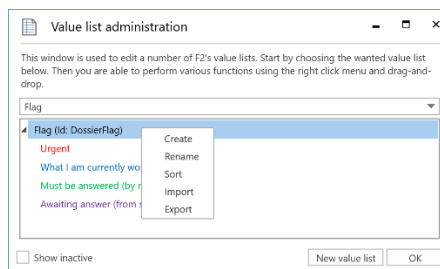 Value list administration
This window is used to edit a number of F2's value lists. Start by choosing the wanted value list
below. Then you are able to perform various functions using the right click menu and drag-and-
drop.
Flag
Flag (Id: DossierFlag)
Urgent
What I am currently wo
Must be answered (by r
Awaiting answer (from s
Create
Rename
Sort
Import
Export
Show inactive
New value list
OK